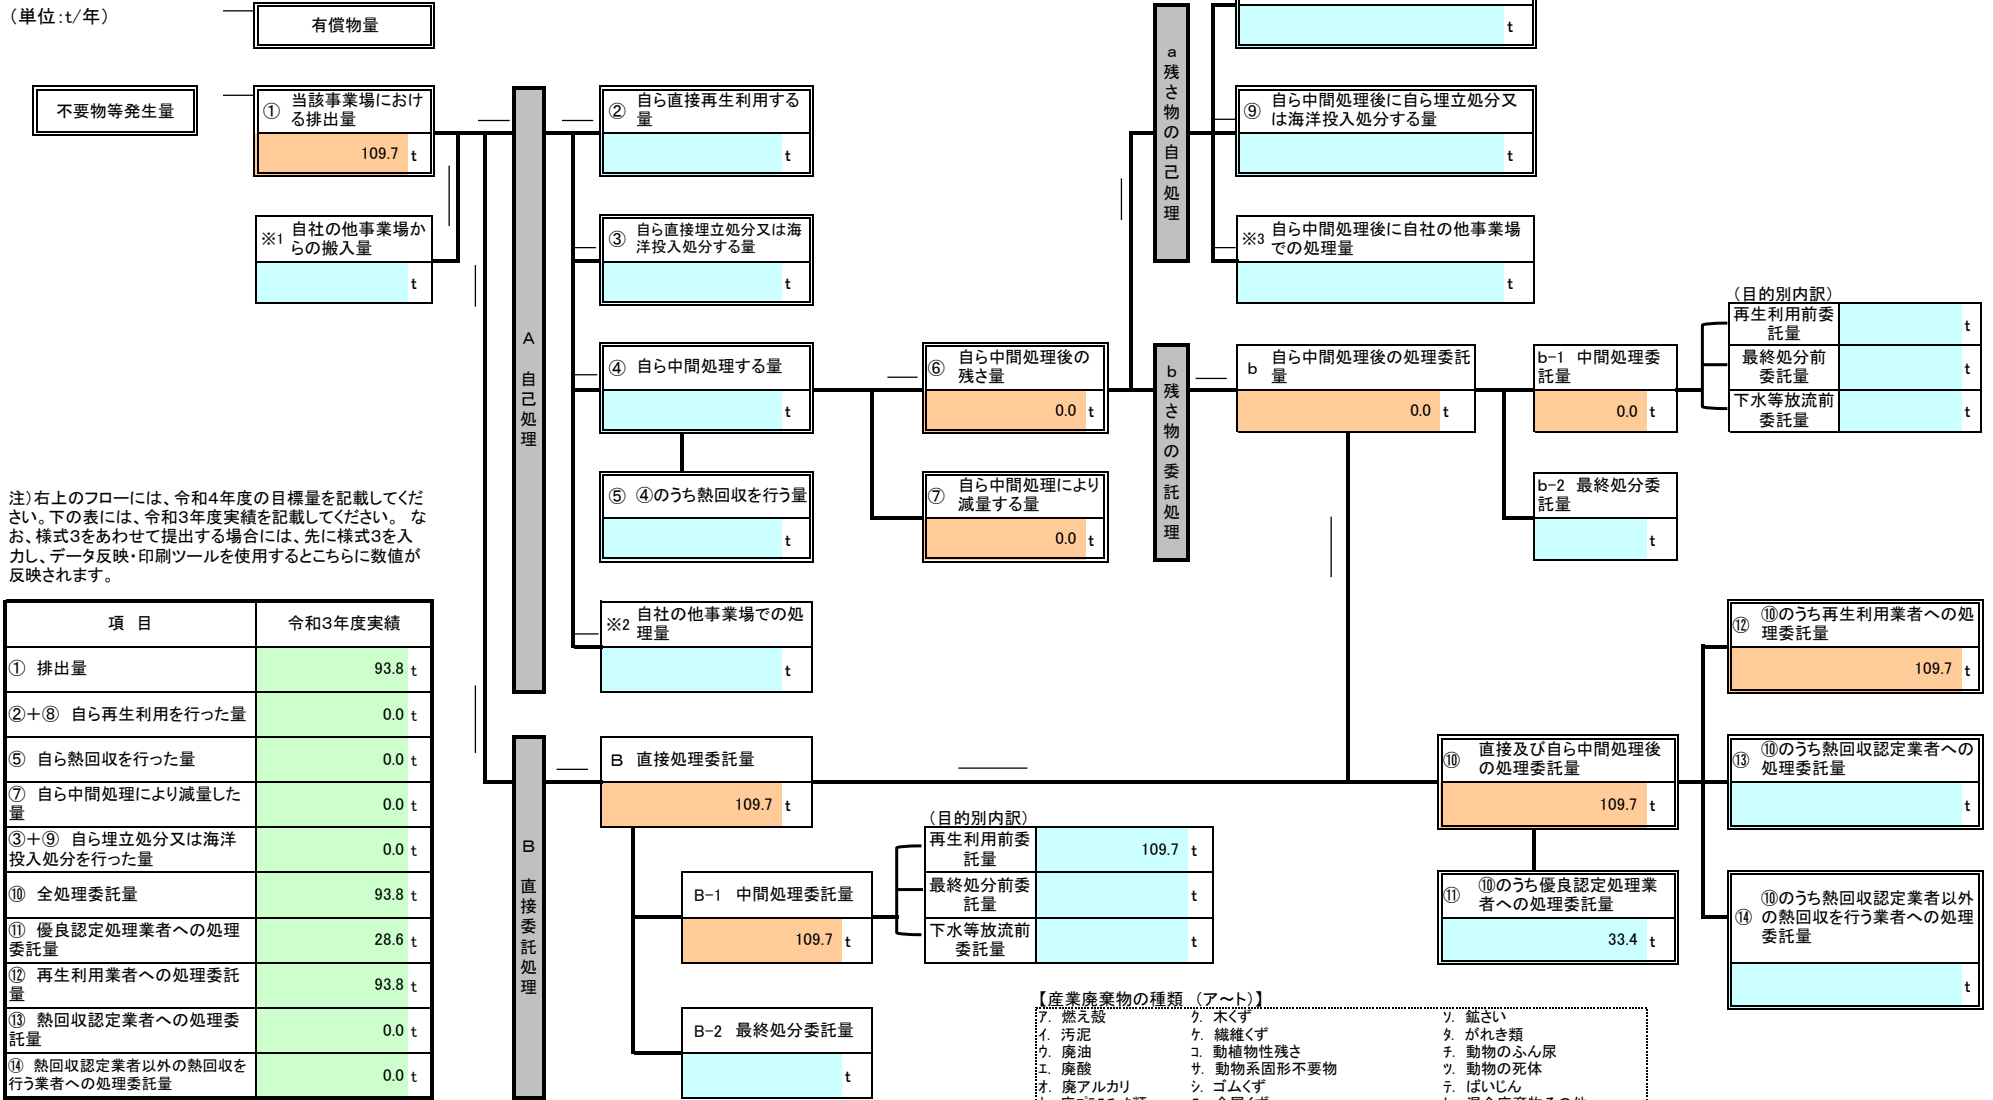 (単位:t/年)
有償物量
t
不要物等発生量
① 当該事業場におけ
る排出量
109.7 t
※1 自社の他事業場か
らの搬入量
t
A 自己処理
② 自ら直接再生利用する
量
t
③ 自ら直接埋立処分又は海
洋投入処分する量
t
④ 自ら中間処理する量
t
⑤ ④のうち熱回収を行う量
t
※2 自社の他事業場での処
理量
t
⑥ 自ら中間処理後の
残さ量
0.0 t
⑦ 自ら中間処理により
減量する量
0.0 t
a 残さ物の自己処理
⑨ 自ら中間処理後に自ら埋立処分又
は海洋投入処分する量
t
※3 自ら中間処理後に自社の他事業場
での処理量
t
b 残さ物の委託処理
b 自ら中間処理後の処理委託
量
0.0 t
b-1 中間処理委
託量
0.0 t
b-2 最終処分委
託量
t
(目的別内訳)
再生利用前委
託量
t
最終処分前
委託量
t
下水等放流前
委託量
t
注)右上のフローには、令和4年度の目標量を記載してくだ
さい。下の表には、令和3年度実績を記載してください。 な
お、様式3をあわせて提出する場合には、先に様式3を入
力し、データ反映・印刷ツールを使用するとこちらに数値が
反映されます。
項 目 令和3年度実績
① 排出量 93.8 t
②+⑧ 自ら再生利用を行った量 0.0 t
⑤ 自ら熱回収を行った量 0.0 t
⑦ 自ら中間処理により減量した
量 0.0 t
③+⑨ 自ら埋立処分又は海洋
投入処分を行った量 0.0 t
⑩ 全処理委託量 93.8 t
⑪ 優良認定処理業者への処理
委託量 28.6 t
⑫ 再生利用業者への処理委託
量 93.8 t
⑬ 熱回収認定業者への処理委
託量 0.0 t
⑭ 熱回収認定業者以外の熱回収を
行う業者への処理委託量 0.0 t
B 直接委託処理
B 直接処理委託量
109.7 t
B-1 中間処理委託量
109.7 t
B-2 最終処分委託量
t
(目的別内訳)
再生利用前委
託量
109.7 t
最終処分前委
託量
t
下水等放流前
委託量
t
⑩ 直接及び自ら中間処理後
の処理委託量
109.7 t
⑪ ⑩のうち優良認定処理業
者への処理委託量
33.4 t
⑫ ⑩のうち再生利用業者への処
理委託量
109.7 t
⑬ ⑩のうち熱回収認定業者への
処理委託量
t
⑭ ⑩のうち熱回収認定業者以外
の熱回収を行う業者への処理
委託量
t
【産業廃棄物の種類 (ア~ト)】
ア. 燃え殻 ク. 木くず ソ. 鉱さい
イ. 汚泥 ケ. 繊維くず タ. がれき類
ウ. 廃油 コ. 動植物性残さ チ. 動物のふん尿
エ. 廃酸 サ. 動物系固形不要物 ツ. 動物の死体
オ. 廃アルカリ シ. ゴムくず テ. ばいじん